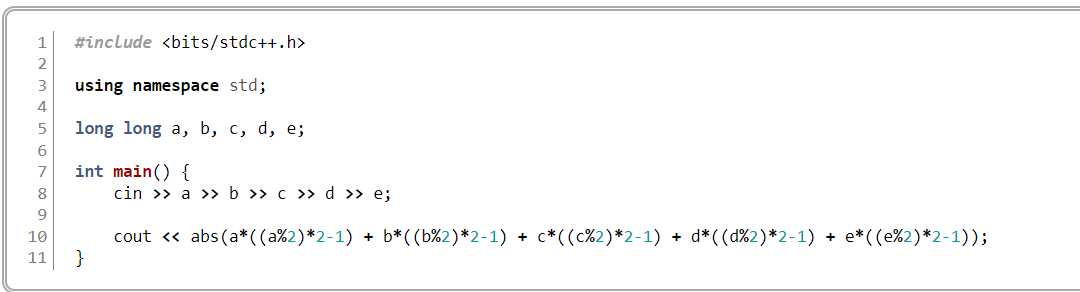 1 #include <bits/stdc++.h>
2
3 using namespace std;
4
5 long long a, b, c, d, e;
6
7 int main() {
8     cin >> a >> b >> c >> d >> e;
9
10     cout << abs(a*((a%2)*2-1) + b*((b%2)*2-1) + c*((c%2)*2-1) + d*((d%2)*2-1) + e*((e%2)*2-1));
11 }